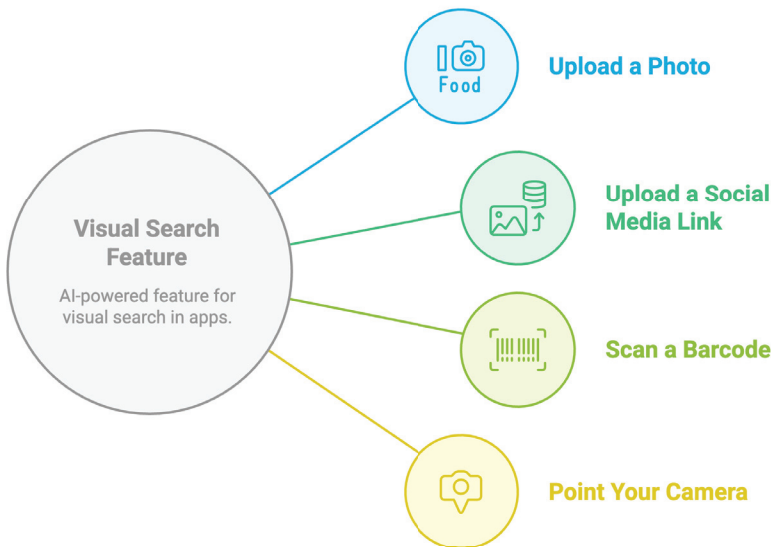 Food
Upload a Photo
Upload a Social
Media Link
Visual Search
Feature
AI-powered feature for
visual search in apps.
Scan a Barcode
Point Your Camera